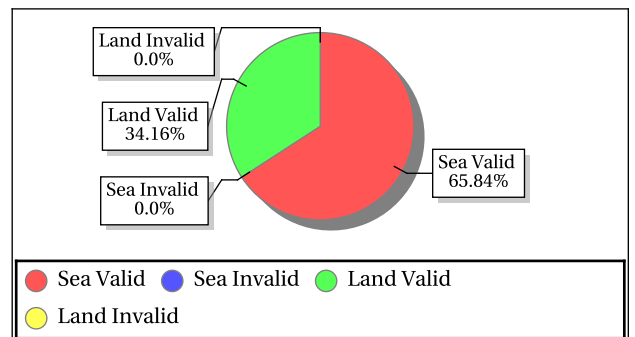 Land Invalid
0.0%
Land Valid
34.16%
Sea Invalid
0.0%
Sea Valid
65.84%
Sea Valid
Sea Invalid
Land Valid
Land Invalid